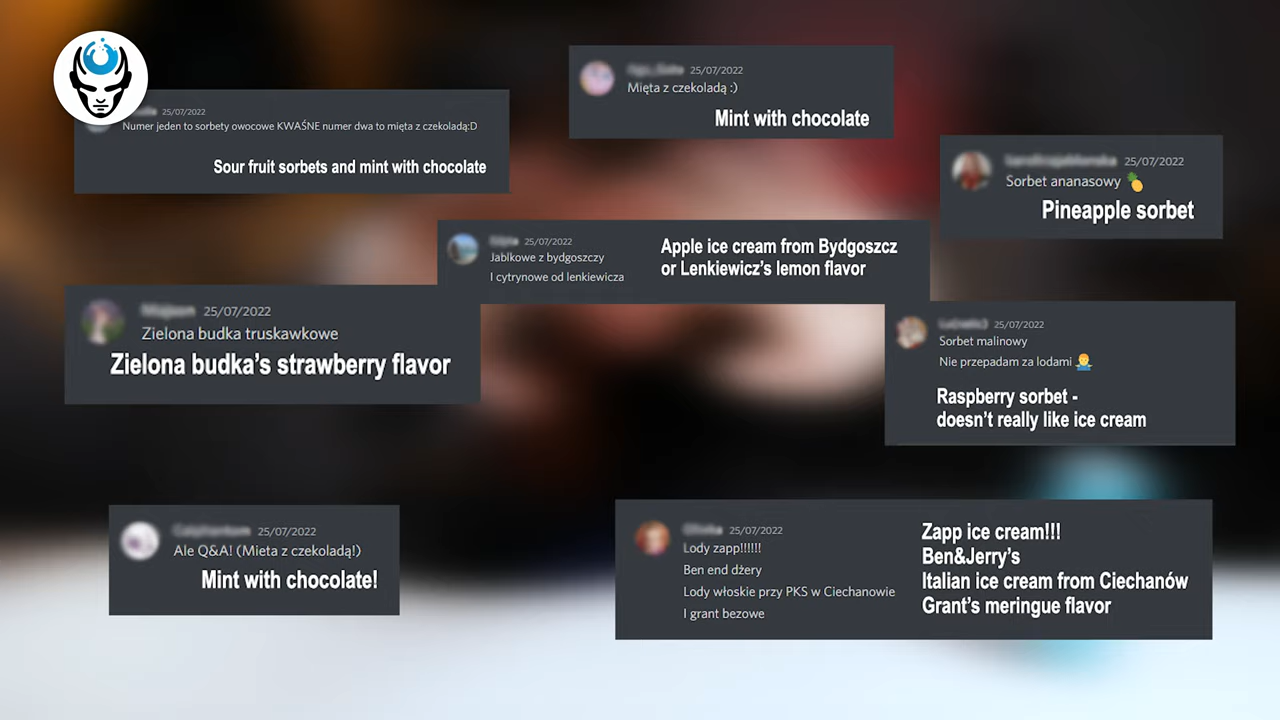 25/07/2022
Mięta z czekoladą :)
Mint with chocolate
25/07/2022
Numer jeden to sorbety owocowe KWAŚNE numer dwa to mięta z czekoladą:D
Sour fruit sorbets and mint with chocolate
25/07/2022
Sorbet ananasowy 🍍
Pineapple sorbet
25/07/2022
Jabłkowe z bydgoszczy
I cytrynowe od lenkiewicza
Apple ice cream from Bydgoszcz
or Lenkiewicz's lemon flavor
25/07/2022
Zielona budka truskawkowe
Zielona budka's strawberry flavor
25/07/2022
Sorbet malinowy
Nie przepadam za lodami
Raspberry sorbet -
doesn't really like ice cream
25/07/2022
Ale Q&A! (Mieta z czekoladą!)
Mint with chocolate!
25/07/2022
Lody zapp!!!!!!
Ben end dżery
Lody włoskie przy PKS w Ciechanowie
I grant bezowe
Zapp ice cream!!!
Ben&Jerry's
Italian ice cream from Ciechanów
Grant's meringue flavor